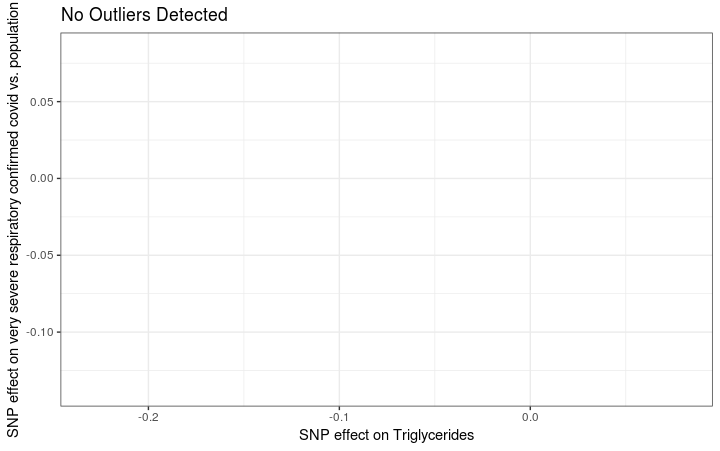 No Outliers Detected
SNP effect on very severe respiratory confirmed covid vs. population
0.05
0.00
-0.05
-0.10
-0.2
-0.1
0.0
SNP effect on Triglycerides